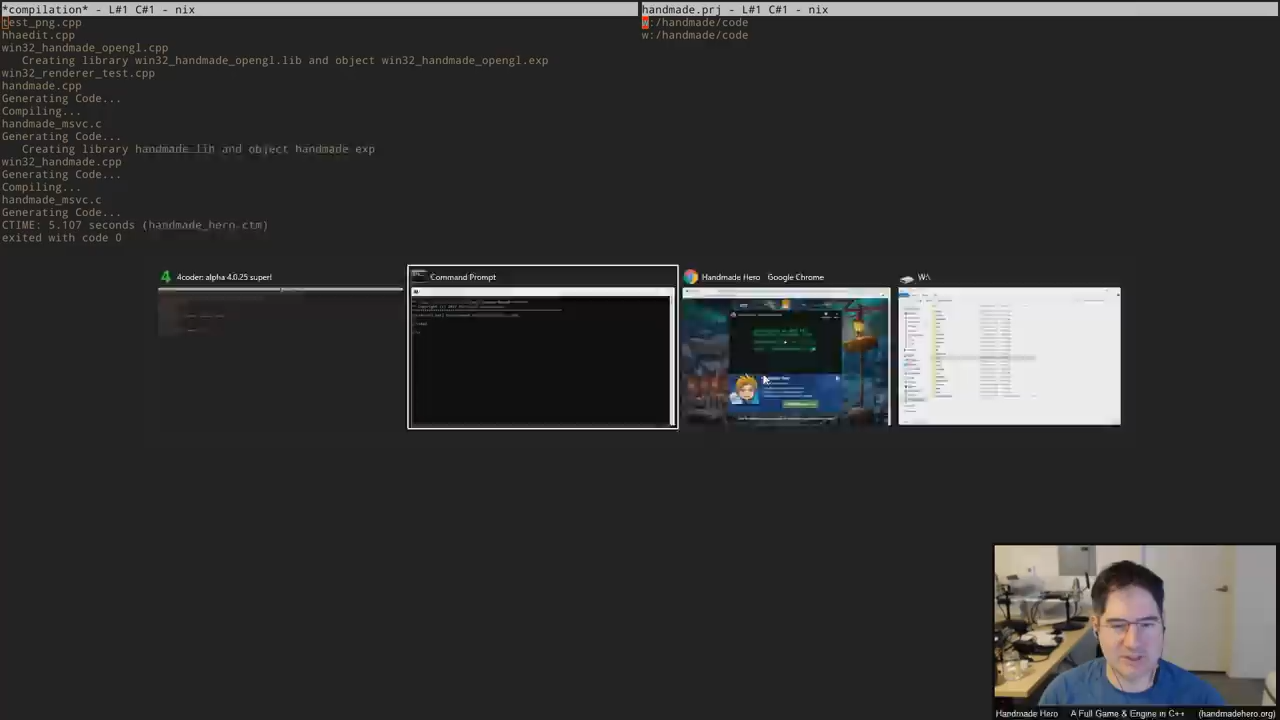 *compilation* - L#1 C#1 - nix
test_png.cpp
hhaedit.cpp
win32_handmade_opengl.cpp
Creating library win32_handmade_opengl.lib and object win32_handmade_opengl.exp
win32_renderer_test.cpp
handmade.cpp
Generating Code...
Compiling...
handmade_msvc.c
Generating Code...
Creating library handmade.lib and object handmade.exp
win32_handmade.cpp
Generating Code...
Compiling...
handmade_msvc.c
Generating Code...
CTIME: 5.107 seconds (handmade_hero.ctm)
exited with code 0
handmade.prj - L#1 C#1 - nix
w:/handmade/code
w:/handmade/code
4coder: alpha 4.0.25 super!
Command Prompt
Handmade Hero Google Chrome
W:\
Handmade Hero A Full Game & Engine in C++ (handmadehero.org)